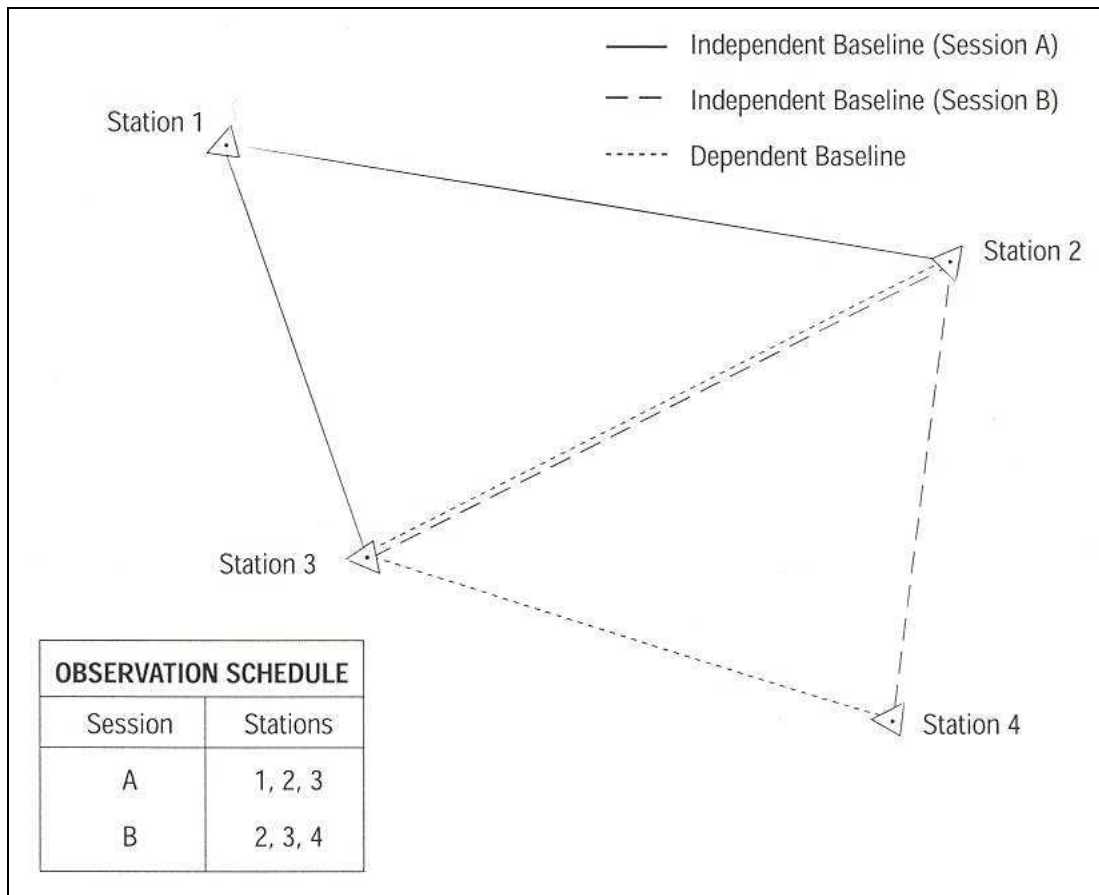 Independent Baseline (Session A)
Independent Baseline (Session B)
Dependent Baseline
Station 1
Station 2
Station 3
Station 4
OBSERVATION SCHEDULE
Session Stations
A 1, 2, 3
B 2, 3, 4